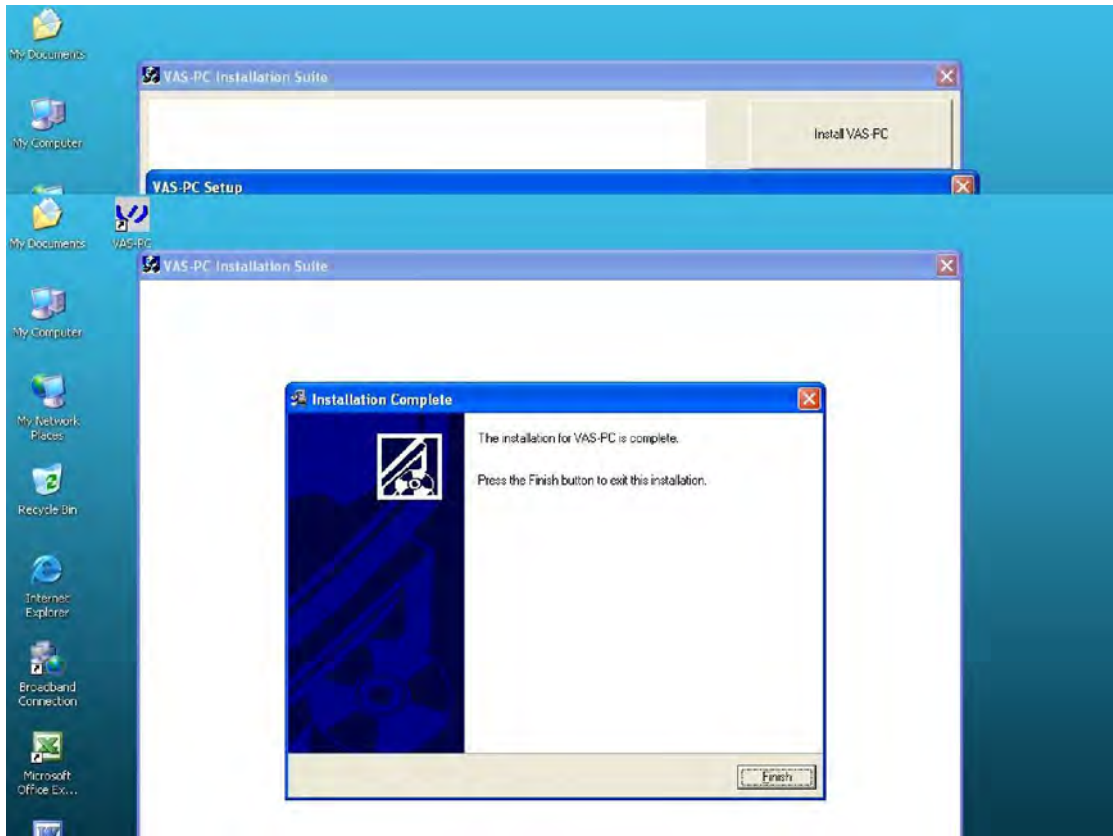 My Documents
VAS-PC Installation Suite
My Computer
Install VAS-PC
VAS-PC Setup
My Documents
VAS-PC
VAS-PC Installation Suite
My Computer
Installation Complete
My Network
Places
The installation for VAS-PC is complete.
Press the Finish button to exit this installation.
Recycle Bin
Internet
Explorer
Broadband
Connection
Microsoft
Office Ex...
Finish